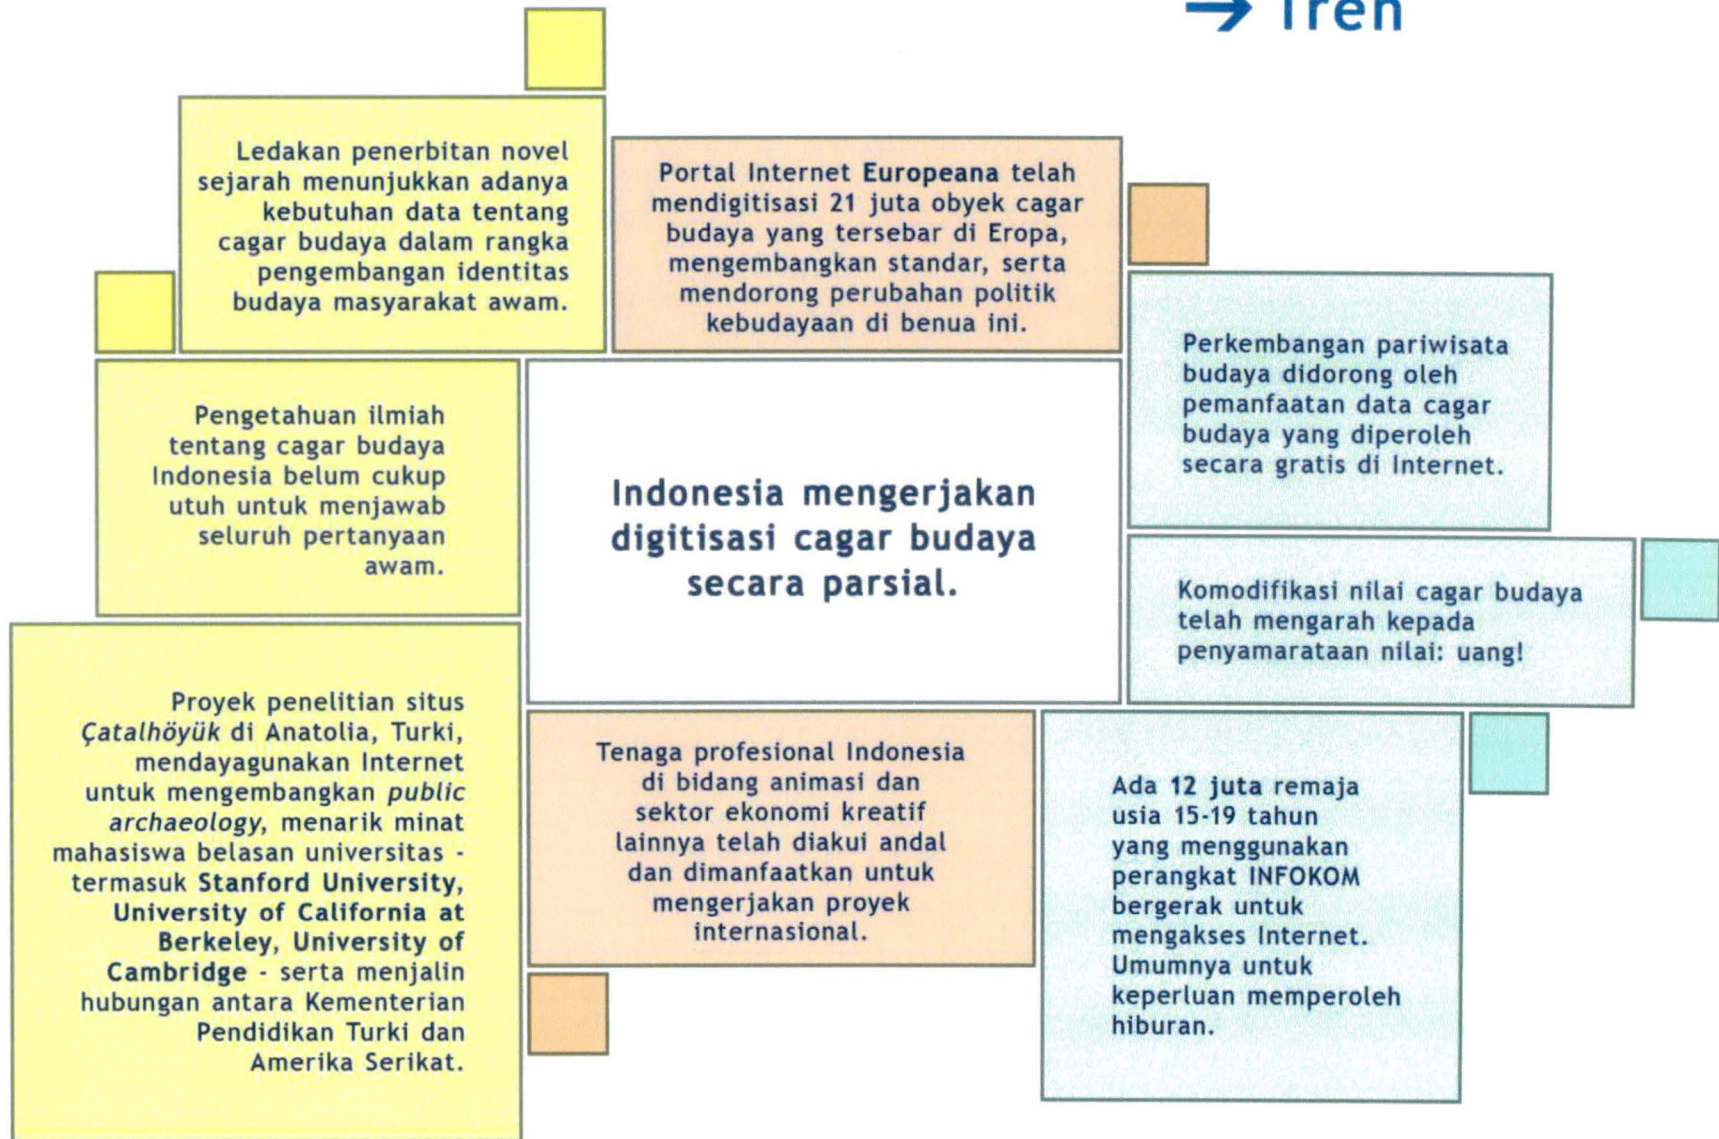 → Tren
Ledakan penerbitan novel
sejarah menunjukkan adanya
kebutuhan data tentang
cagar budaya dalam rangka
pengembangan identitas
budaya masyarakat awam.
Portal Internet Europeana telah
mendigitisasi 21 juta obyek cagar
budaya yang tersebar di Eropa,
mengembangkan standar, serta
mendorong perubahan politik
kebudayaan di benua ini.
Perkembangan pariwisata
budaya didorong oleh
pemanfaatan data cagar
budaya yang diperoleh
secara gratis di Internet.
Pengetahuan ilmiah
tentang cagar budaya
Indonesia belum cukup
utuh untuk menjawab
seluruh pertanyaan
awam.
Indonesia mengerjakan
digitisasi cagar budaya
secara parsial.
Komodifikasi nilai cagar budaya
telah mengarah kepada
penyamarataan nilai: uang!
Proyek penelitian situs
Çatalhöyük di Anatolia, Turki,
mendayagunakan Internet
untuk mengembangkan public
archaeology, menarik minat
mahasiswa belasan universitas -
termasuk Stanford University,
University of California at
Berkeley, University of
Cambridge - serta menjalin
hubungan antara Kementerian
Pendidikan Turki dan
Amerika Serikat.
Tenaga profesional Indonesia
di bidang animasi dan
sektor ekonomi kreatif
lainnya telah diakui andal
dan dimanfaatkan untuk
mengerjakan proyek
internasional.
Ada 12 juta remaja
usia 15-19 tahun
yang menggunakan
perangkat INFOKOM
bergerak untuk
mengakses Internet.
Umumnya untuk
keperluan memperoleh
hiburan.